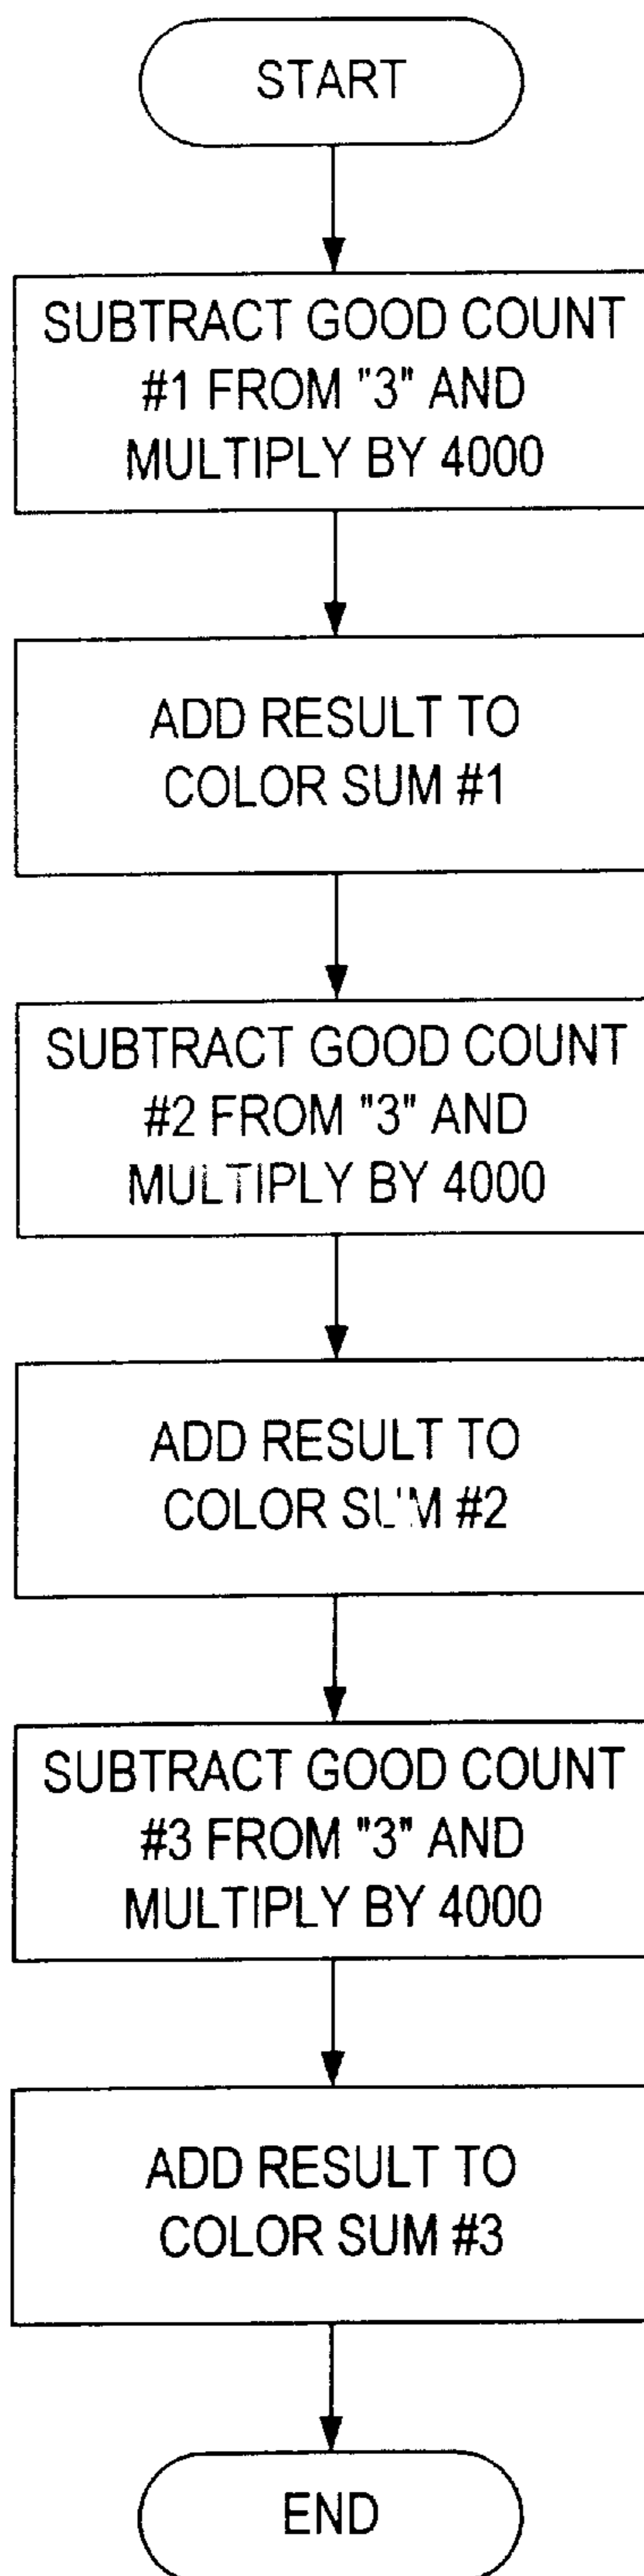 START
SUBTRACT GOOD COUNT
#1 FROM "3" AND
MULTIPLY BY 4000
ADD RESULT TO
COLOR SUM #1
SUBTRACT GOOD COUNT
#2 FROM "3" AND
MULTIPLY BY 4000
ADD RESULT TO
COLOR SUM #2
SUBTRACT GOOD COUNT
#3 FROM "3" AND
MULTIPLY BY 4000
ADD RESULT TO
COLOR SUM #3
END